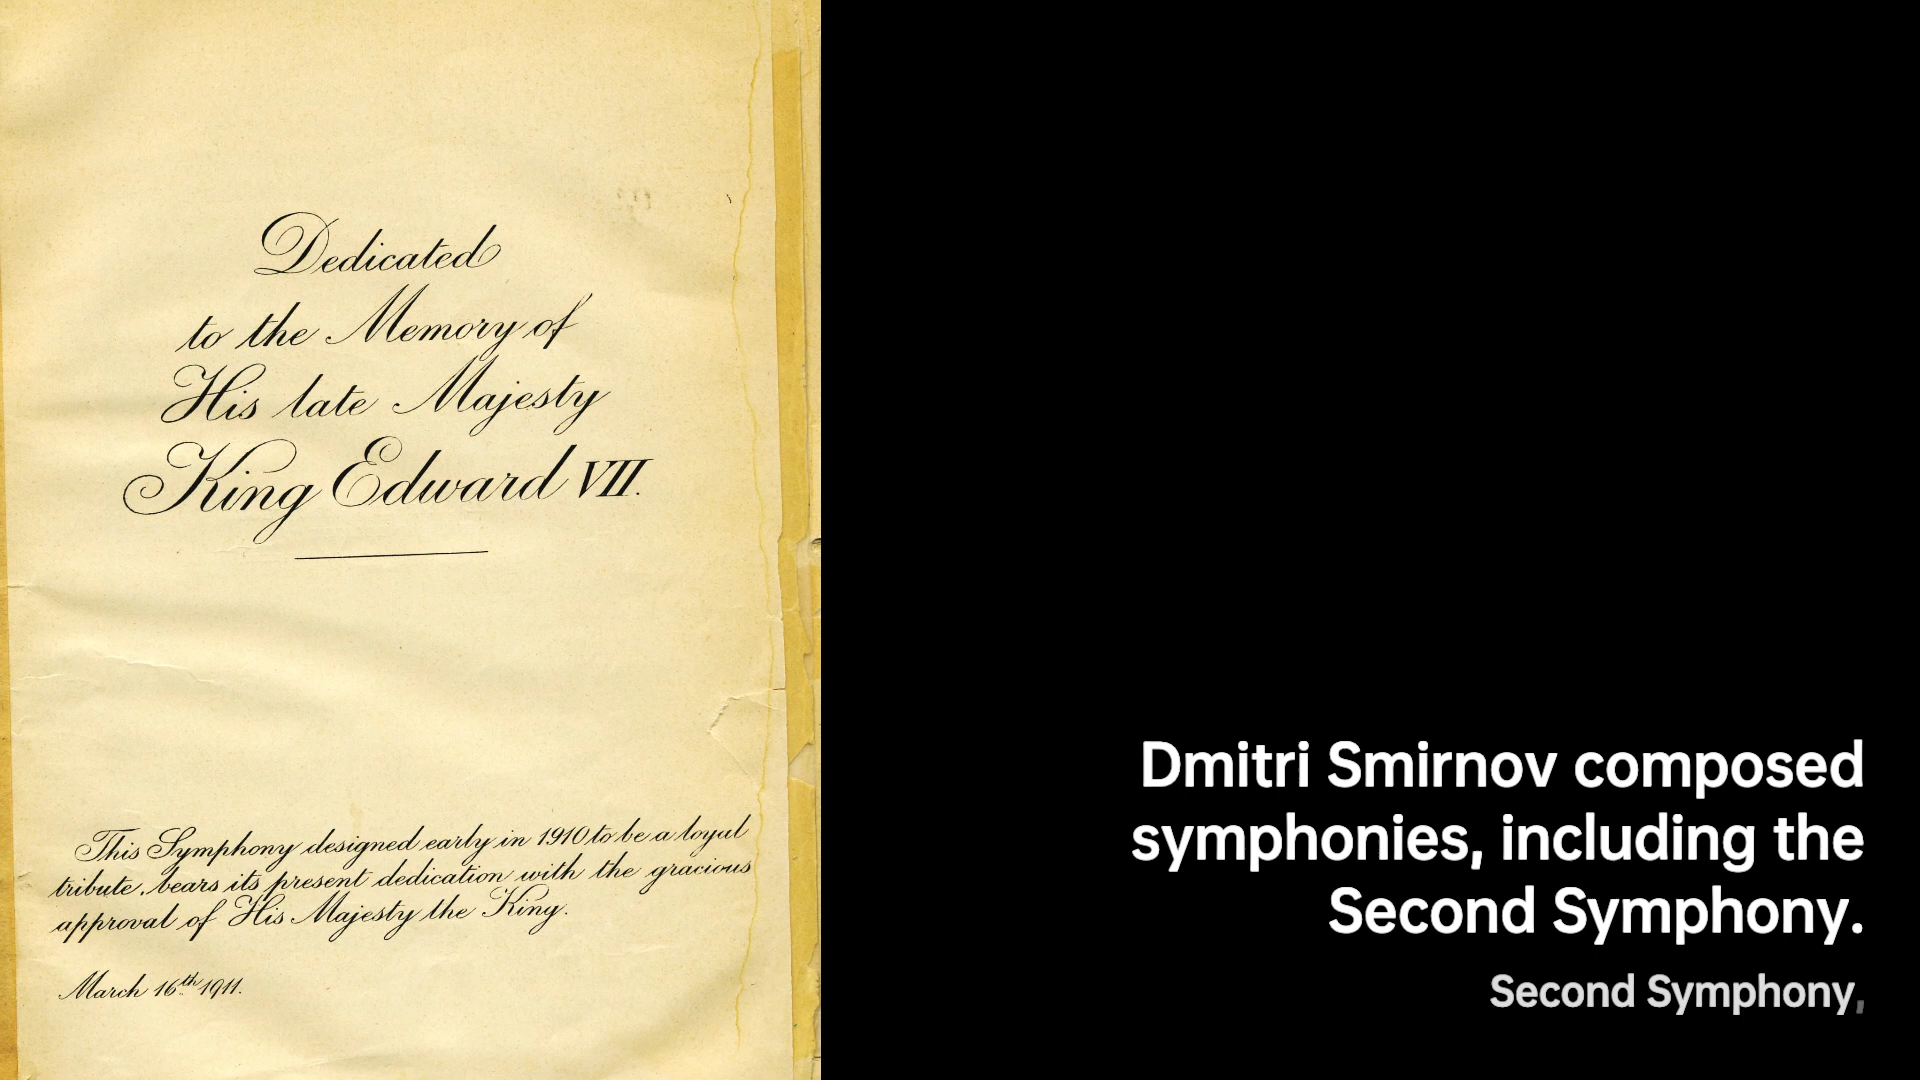 Dedicated
to the Memory of
His late Majesty
King Edward VII.
This Symphony designed early in 1910 to be a loyal
tribute, bears its present dedication with the gracious
approval of His Majesty the King.
March 16th 1911.
Dmitri Smirnov composed
symphonies, including the
Second Symphony.
Second Symphony,